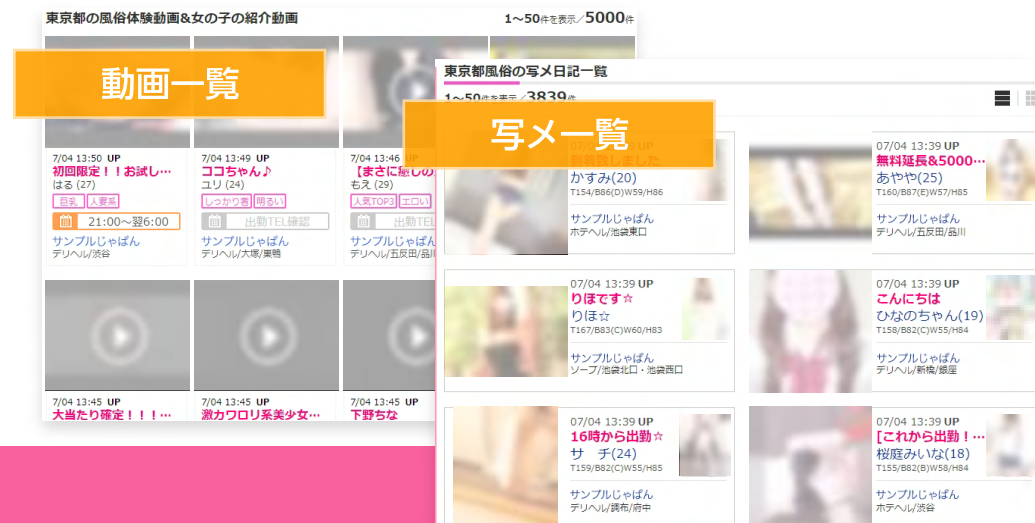 東京都の風俗体験動画&女の子の紹介動画
1～50件を表示／5000件
動画一覧
7/04 13:50 UP
初回限定！！お試し…
はる (27)
巨乳 人妻系
21:00～翌6:00
サンプルじゃぱん
デリヘル/渋谷
7/04 13:49 UP
ココちゃん♪
ユリ (24)
しっかり者 明るい
出勤TEL確認
サンプルじゃぱん
デリヘル/大塚/巣鴨
7/04 13:46 UP
【まさに癒しの
もえ (29)
人気TOP3 エロい
出勤TEL
サンプルじゃぱん
デリヘル/五反田/品
7/04 13:45 UP
大当たり確定！！！…
7/04 13:45 UP
激カワロリ系美少女…
7/04 13:45 UP
下野ちな
東京都風俗の写メ日記一覧
1～50件を表示／3839件
写メ一覧
07/04 13:39 UP
到着致しました
かすみ(20)
T154/B86(D)W59/H86
サンプルじゃぱん
ホテヘル/池袋東口
07/04 13:39 UP
無料延長&5000…
あやや(25)
T160/B87(E)W57/H85
サンプルじゃぱん
デリヘル/五反田/品川
07/04 13:39 UP
りほです☆
りほ☆
T167/B83(C)W60/H83
サンプルじゃぱん
ソープ/池袋北口・池袋西口
07/04 13:39 UP
こんにちは
ひなのちゃん(19)
T158/B82(C)W55/H84
サンプルじゃぱん
デリヘル/新橋/銀座
07/04 13:39 UP
16時から出勤☆
サ　チ(24)
T159/B82(C)W55/H85
サンプルじゃぱん
デリヘル/調布/府中
07/04 13:39 UP
[これから出勤！…
桜庭みいな(18)
T155/B82(B)W58/H84
サンプルじゃぱん
ホテヘル/渋谷